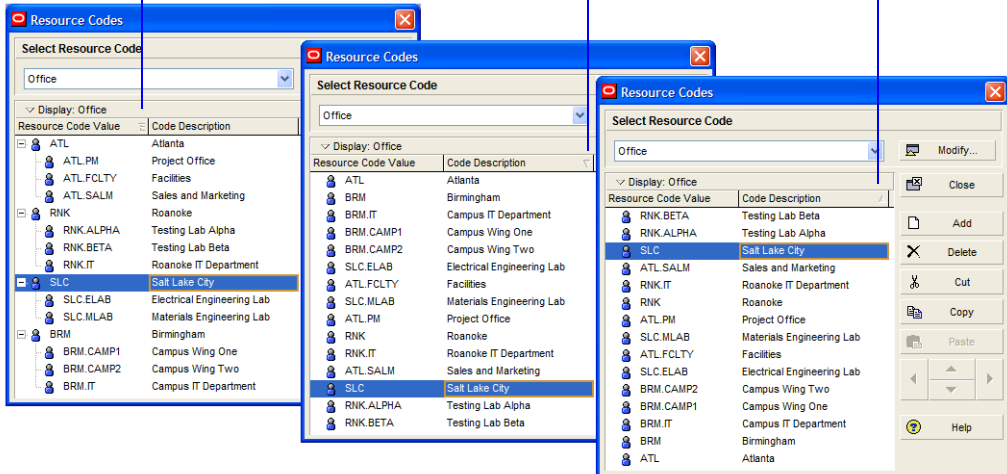 Resource Codes
Select Resource Code
Office
Display: Office
Resource Code Value Code Description
ATL Atlanta
ATL.PM Project Office
ATL.FCLTY Facilities
ATL.SALM Sales and Marketing
RNK Roanoke
RNK.ALPHA Testing Lab Alpha
RNK.BETA Testing Lab Beta
RNK.IT Roanoke IT Department
SLC Salt Lake City
SLC.ELAB Electrical Engineering Lab
SLC.MLAB Materials Engineering Lab
BRM Birmingham
BRM.CAMP1 Campus Wing One
BRM.CAMP2 Campus Wing Two
BRM.IT Campus IT Department
Resource Codes
Select Resource Code
Office
Display: Office
Resource Code Value Code Description
ATL Atlanta
BRM Birmingham
BRM.IT Campus IT Department
BRM.CAMP1 Campus Wing One
BRM.CAMP2 Campus Wing Two
SLC.ELAB Electrical Engineering Lab
ATL.FCLTY Facilities
SLC.MLAB Materials Engineering Lab
ATL.PM Project Office
RNK Roanoke
RNK.IT Roanoke IT Department
ATL.SALM Sales and Marketing
SLC Salt Lake City
RNK.ALPHA Testing Lab Alpha
RNK.BETA Testing Lab Beta
Resource Codes
Select Resource Code
Office
Display: Office
Resource Code Value Code Description
RNK.BETA Testing Lab Beta
RNK.ALPHA Testing Lab Alpha
SLC Salt Lake City
ATL.SALM Sales and Marketing
RNK.IT Roanoke IT Department
RNK Roanoke
ATL.PM Project Office
SLC.MLAB Materials Engineering Lab
ATL.FCLTY Facilities
SLC.ELAB Electrical Engineering Lab
BRM.CAMP2 Campus Wing Two
BRM.CAMP1 Campus Wing One
BRM.IT Campus IT Department
BRM Birmingham
ATL Atlanta
Modify...
Close
Add
Delete
Cut
Copy
Paste
Help